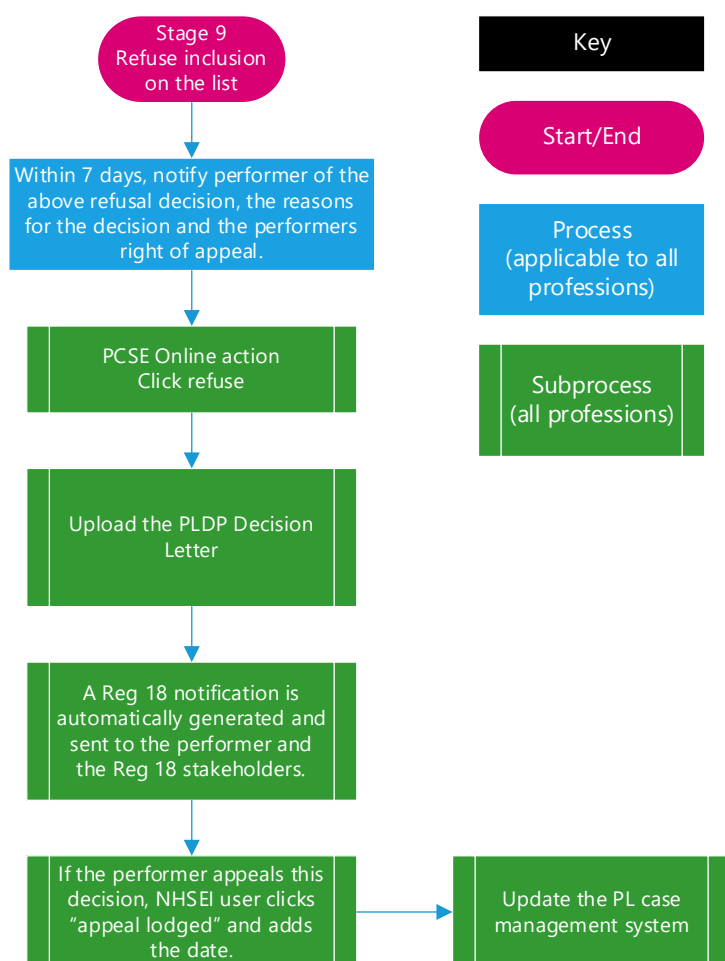 Stage 9
Refuse inclusion
on the list
Within 7 days, notify performer of the
above refusal decision, the reasons
for the decision and the performers
right of appeal.
PCSE Online action
Click refuse
Upload the PLDP Decision
Letter
A Reg 18 notification is
automatically generated and
sent to the performer and
the Reg 18 stakeholders.
If the performer appeals this
decision, NHSEI user clicks
“appeal lodged” and adds
the date.
Update the PL case
management system
Key
Start/End
Process
(applicable to all
professions)
Subprocess
(all professions)